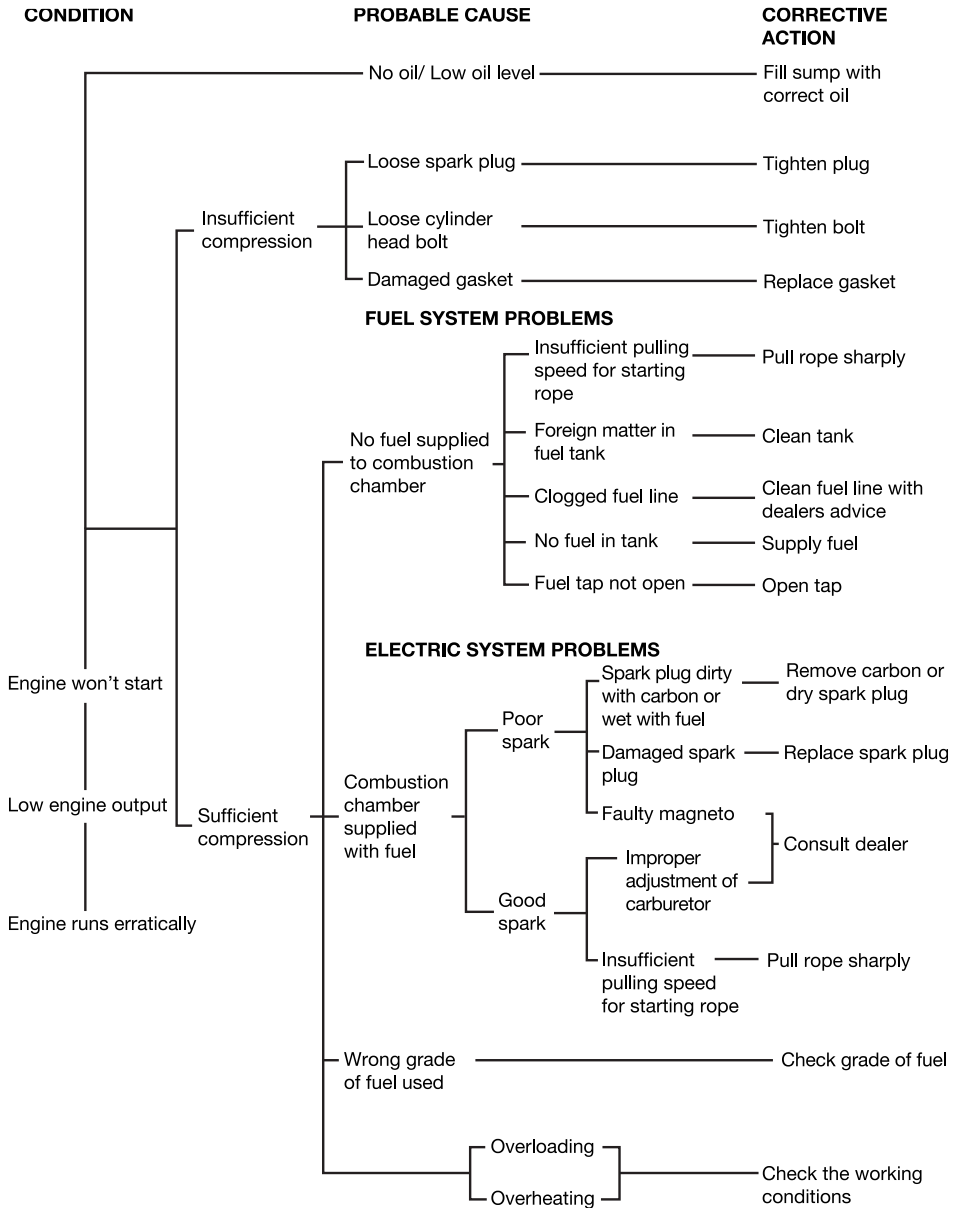 CONDITION
PROBABLE CAUSE
CORRECTIVE
ACTION
No oil/ Low oil level
Fill sump with
correct oil
Insufficient
compression
Loose spark plug
Tighten plug
Loose cylinder
head bolt
Tighten bolt
Damaged gasket
Replace gasket
FUEL SYSTEM PROBLEMS
No fuel supplied
to combustion
chamber
Insufficient pulling
speed for starting
rope
Pull rope sharply
Foreign matter in
fuel tank
Clean tank
Clogged fuel line
Clean fuel line with
dealers advice
No fuel in tank
Supply fuel
Fuel tap not open
Open tap
ELECTRIC SYSTEM PROBLEMS
Engine won't start
Low engine output
Engine runs erratically
Sufficient
compression
Combustion
chamber
supplied
with fuel
Poor
spark
Spark plug dirty
with carbon or
wet with fuel
Remove carbon or
dry spark plug
Damaged spark
plug
Replace spark plug
Faulty magneto
Consult dealer
Good
spark
Improper
adjustment of
carburetor
Insufficient
pulling speed
for starting rope
Pull rope sharply
Wrong grade
of fuel used
Check grade of fuel
Overloading
Overheating
Check the working
conditions